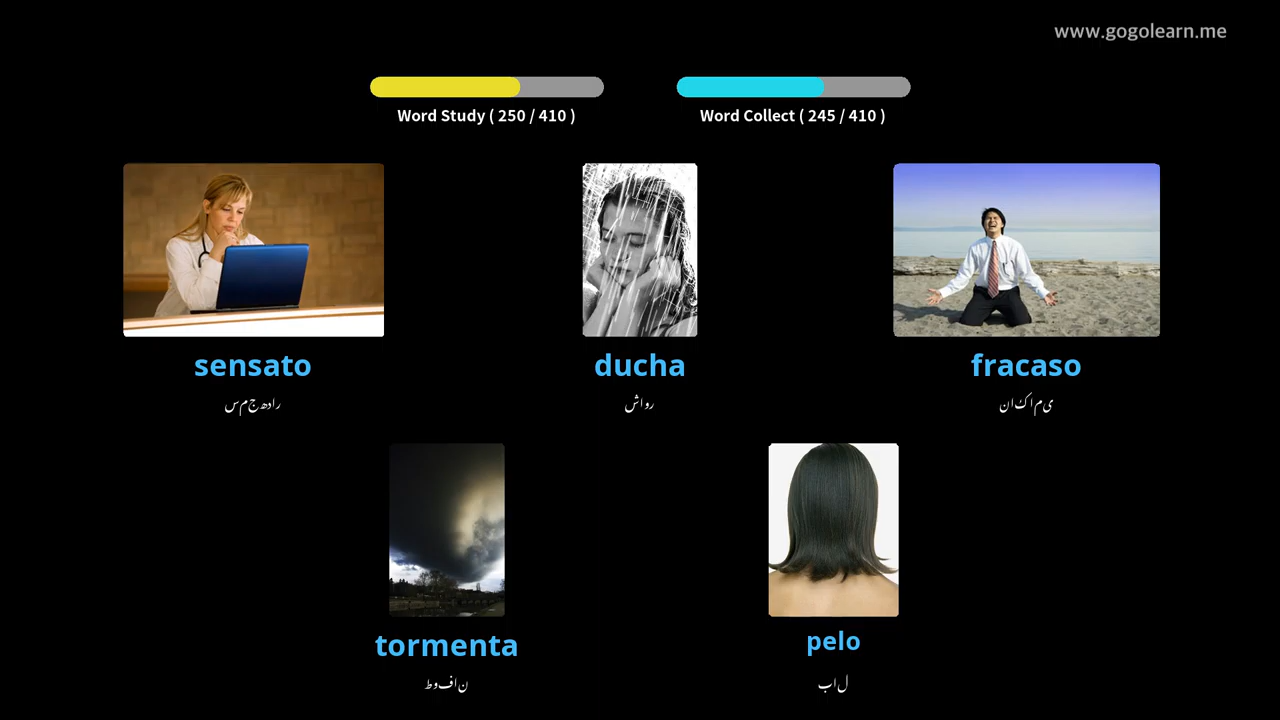 www.gogolearn.me
Word Study ( 250 / 410 )
Word Collect ( 245 / 410 )
sensato
سمجھدار
ducha
شاور
fracaso
ناکامی
tormenta
طوفان
pelo
بال